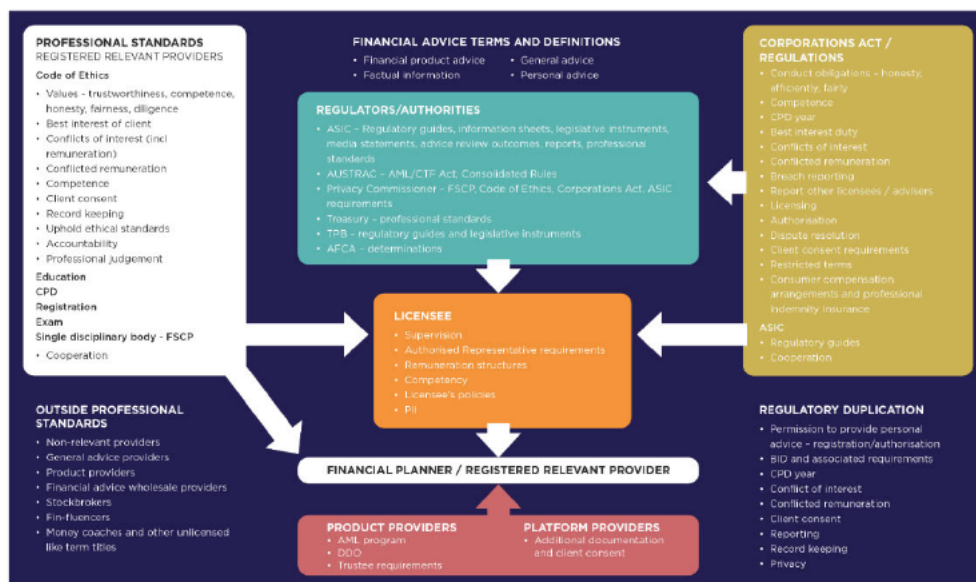 PROFESSIONAL STANDARDS
REGISTERED RELEVANT PROVIDERS
Code of Ethics
• Values – trustworthiness, competence,
honesty, fairness, diligence
• Best interest of client
• Conflicts of interest (incl
remuneration)
• Conflicted remuneration
• Competence
• Client consent
• Record keeping
• Uphold ethical standards
• Accountability
• Professional judgement
Education
CPD
Registration
Exam
Single disciplinary body - FSCP
• Cooperation
OUTSIDE PROFESSIONAL
STANDARDS
• Non-relevant providers
• General advice providers
• Product providers
• Financial advice wholesale providers
• Stockbrokers
• Fin-fluencers
• Money coaches and other unlicensed
like term titles
FINANCIAL ADVICE TERMS AND DEFINITIONS
• Financial product advice
• Factual information
• General advice
• Personal advice
REGULATORS/AUTHORITIES
• ASIC – Regulatory guides, information sheets, legislative instruments,
media statements, advice review outcomes, reports, professional
standards
• AUSTRAC – AML/CTF Act, Consolidated Rules
• Privacy Commissioner – FSCP, Code of Ethics, Corporations Act, ASIC
requirements
• Treasury – professional standards
• TPB – regulatory guides and legislative instruments
• AFCA – determinations
LICENSEE
• Supervision
• Authorised Representative requirements
• Remuneration structures
• Competency
• Licensee's policies
• PII
FINANCIAL PLANNER / REGISTERED RELEVANT PROVIDER
PRODUCT PROVIDERS
• AML program
• DDO
• Trustee requirements
PLATFORM PROVIDERS
• Additional documentation
and client consent
CORPORATIONS ACT /
REGULATIONS
• Conduct obligations – honesty,
efficiently, fairly
• Competence
• CPD year
• Best interest duty
• Conflicts of interest
• Conflicted remuneration
• Breach reporting
• Report other licensees / advisers
• Licensing
• Authorisation
• Dispute resolution
• Client consent requirements
• Restricted terms
• Consumer compensation
arrangements and professional
indemnity insurance
ASIC
• Regulatory guides
• Cooperation
REGULATORY DUPLICATION
• Permission to provide personal
advice – registration/authorisation
• BID and associated requirements
• CPD year
• Conflict of interest
• Conflicted remuneration
• Client consent
• Reporting
• Record keeping
• Privacy